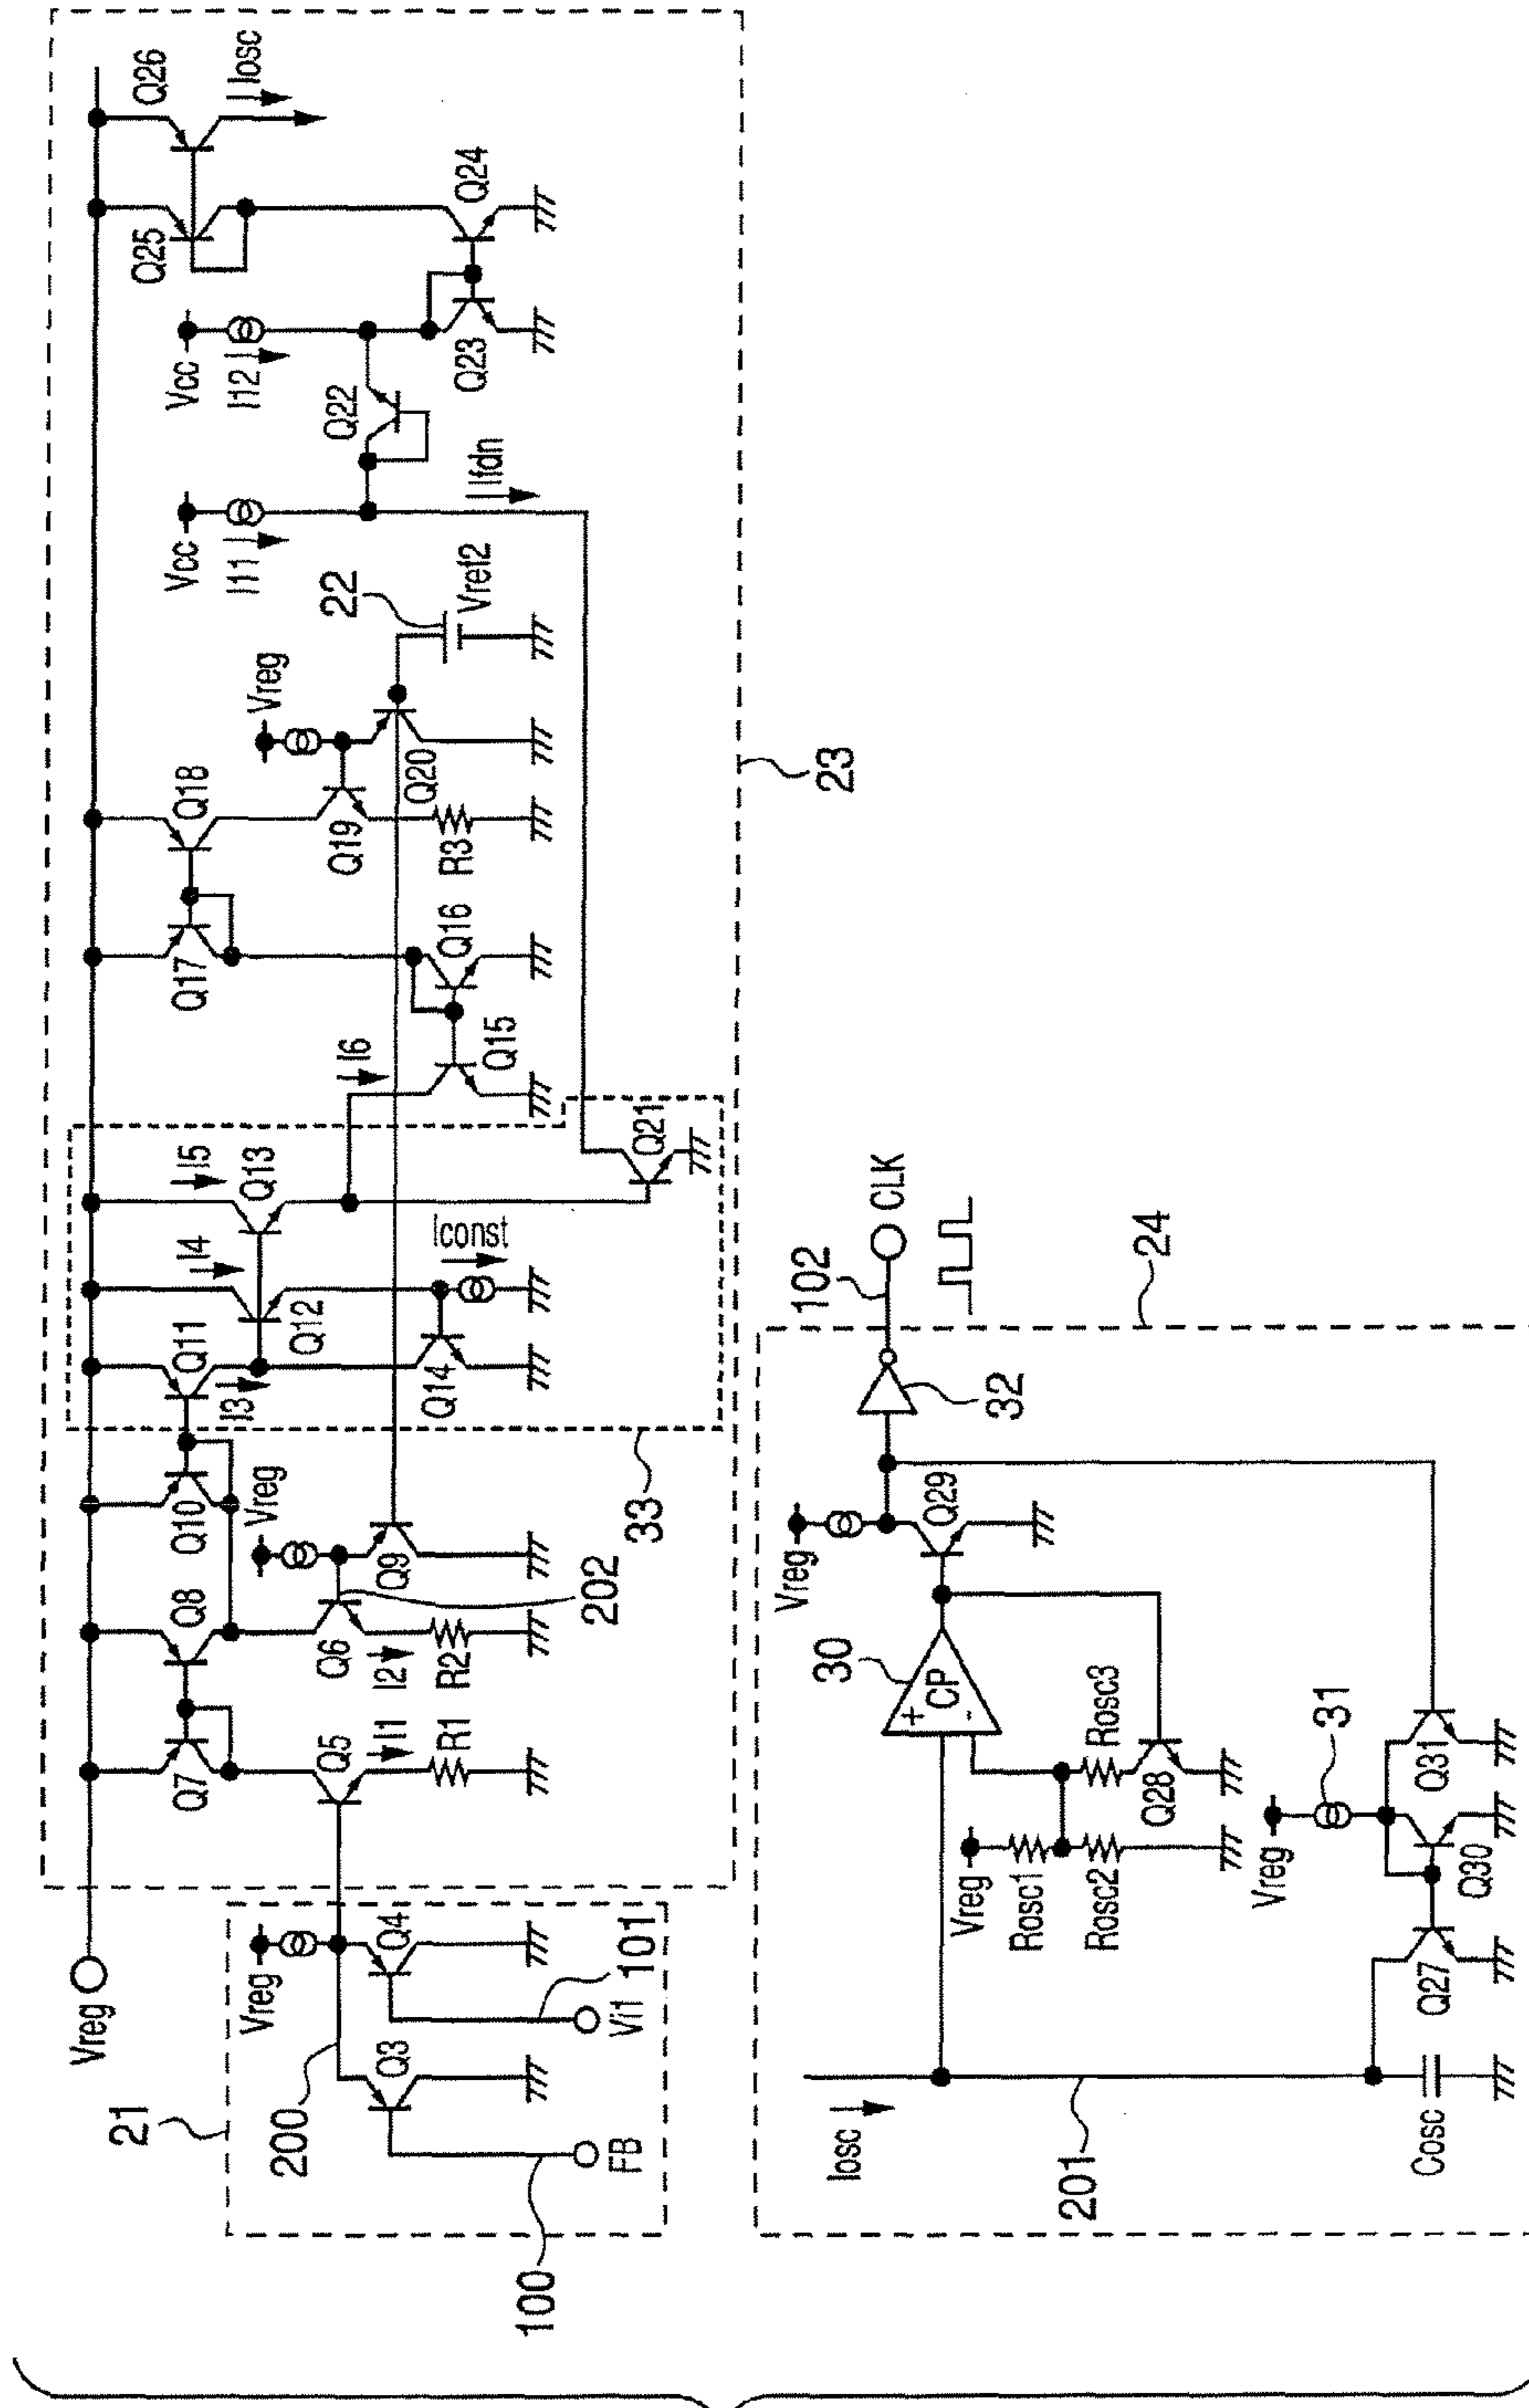 Vreg
21
200
100
FB
Q3
Vreg
Q4
Vi1
101
Q7
Q8
Q5
I1
R1
Q6
I2
R2
202
Vreg
Q9
Q10
33
Q11
I3
I4
Q12
Q14
Iconst
I5
Q13
Q21
I6
Q15
Q16
Q17
Q18
Q19
R3
Vreg
Q20
22
Vref2
23
Vcc
I11
Ifdn
Q22
Vcc
I12
Q23
Q24
Q25
Q26
Iosc
Iosc
201
Cosc
Q27
Vreg
31
Q30
Q31
Vreg
Rosc1
Rosc2
Rosc3
Q28
30
+
CP
-
Vreg
Q29
32
102
CLK
24